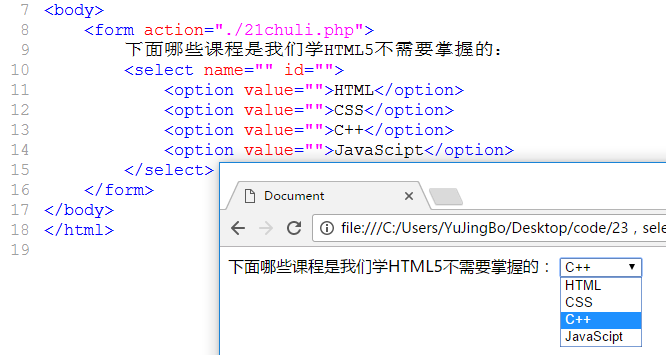 7 <body>
8 <form action="./21chuli.php">
9 下面哪些课程是我们学HTML5不需要掌握的：
10 <select name="" id="">
11 <option value="">HTML</option>
12 <option value="">CSS</option>
13 <option value="">C++</option>
14 <option value="">JavaScipt</option>
15 </select>
16 </form>
17 </body>
18 </html>
19
Document
file:///C:/Users/YuJingBo/Desktop/code/23，sele
下面哪些课程是我们学HTML5不需要掌握的： C++
HTML
CSS
C++
JavaScipt